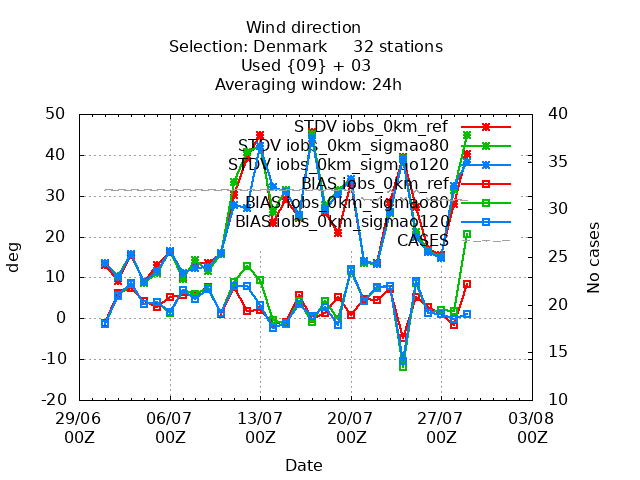 Wind direction
Selection: Denmark 32 stations
Used {09} + 03
Averaging window: 24h
50
40
30
20
10
0
-10
-20
deg
40
35
30
25
20
15
10
No cases
STDV iobs_0km_ref
STDV iobs_0km_sigmao80
STDV iobs_0km_sigmao120
BIAS iobs_0km_ref
BIAS iobs_0km_sigmao80
BIAS iobs_0km_sigmao120
CASES
29/06 06/07 13/07 20/07 27/07 03/08
00Z 00Z 00Z 00Z 00Z 00Z
Date